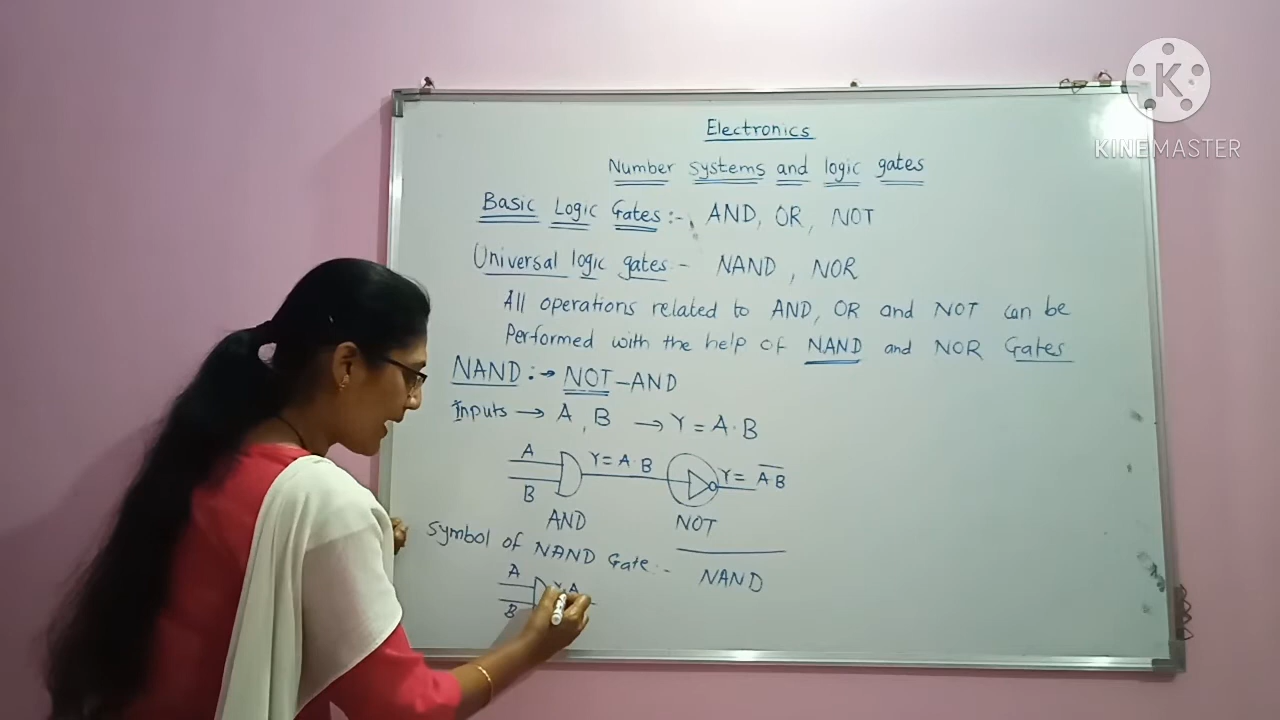 K
KINEMASTER
Electronics
Number systems and logic gates
Basic Logic Gates :- AND, OR, NOT
Universal logic gates - NAND, NOR
All operations related to AND, OR and NOT can be
Performed with the help of NAND and NOR Gates
NAND :→ NOT-AND
Inputs → A, B → Y = A·B
A
B
Y = A·B
Y = \overline{A·B}
AND NOT
Symbol of NAND Gate :-
NAND
A
B